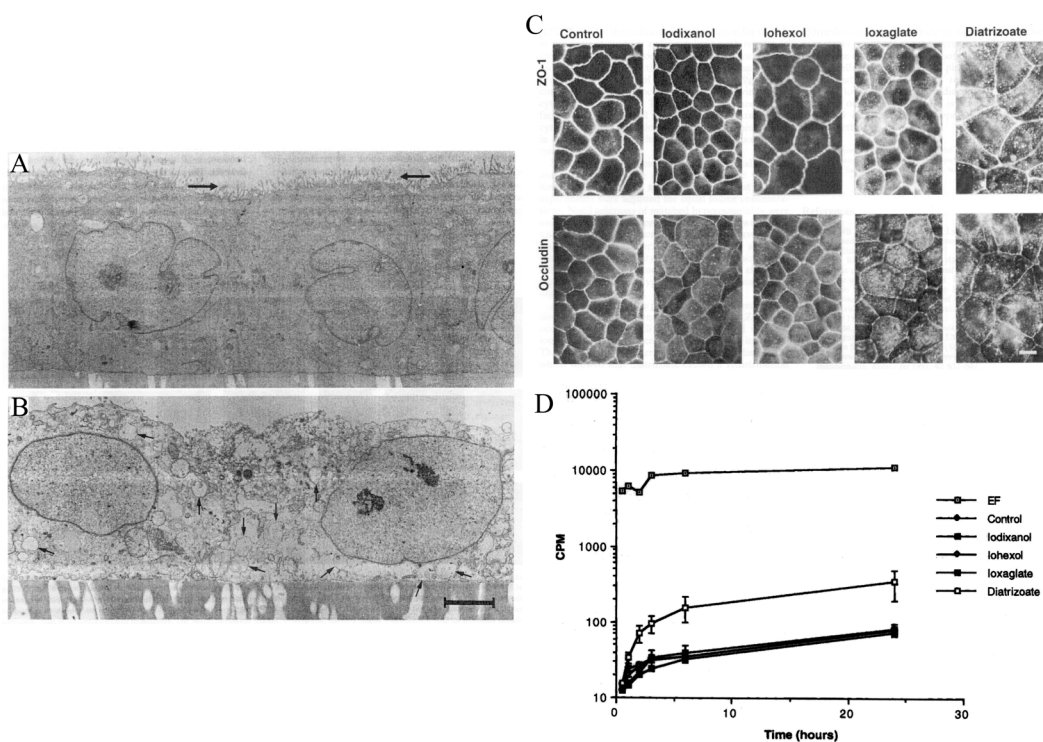 A
B
C
Control
Iodixanol
Iohexol
Ioxaglate
Diatrizoate
ZO-1
Occludin
D
100000
10000
1000
100
10
CPM
0
10
20
30
Time (hours)
EF
Control
Iodixanol
Iohexol
Ioxaglate
Diatrizoate